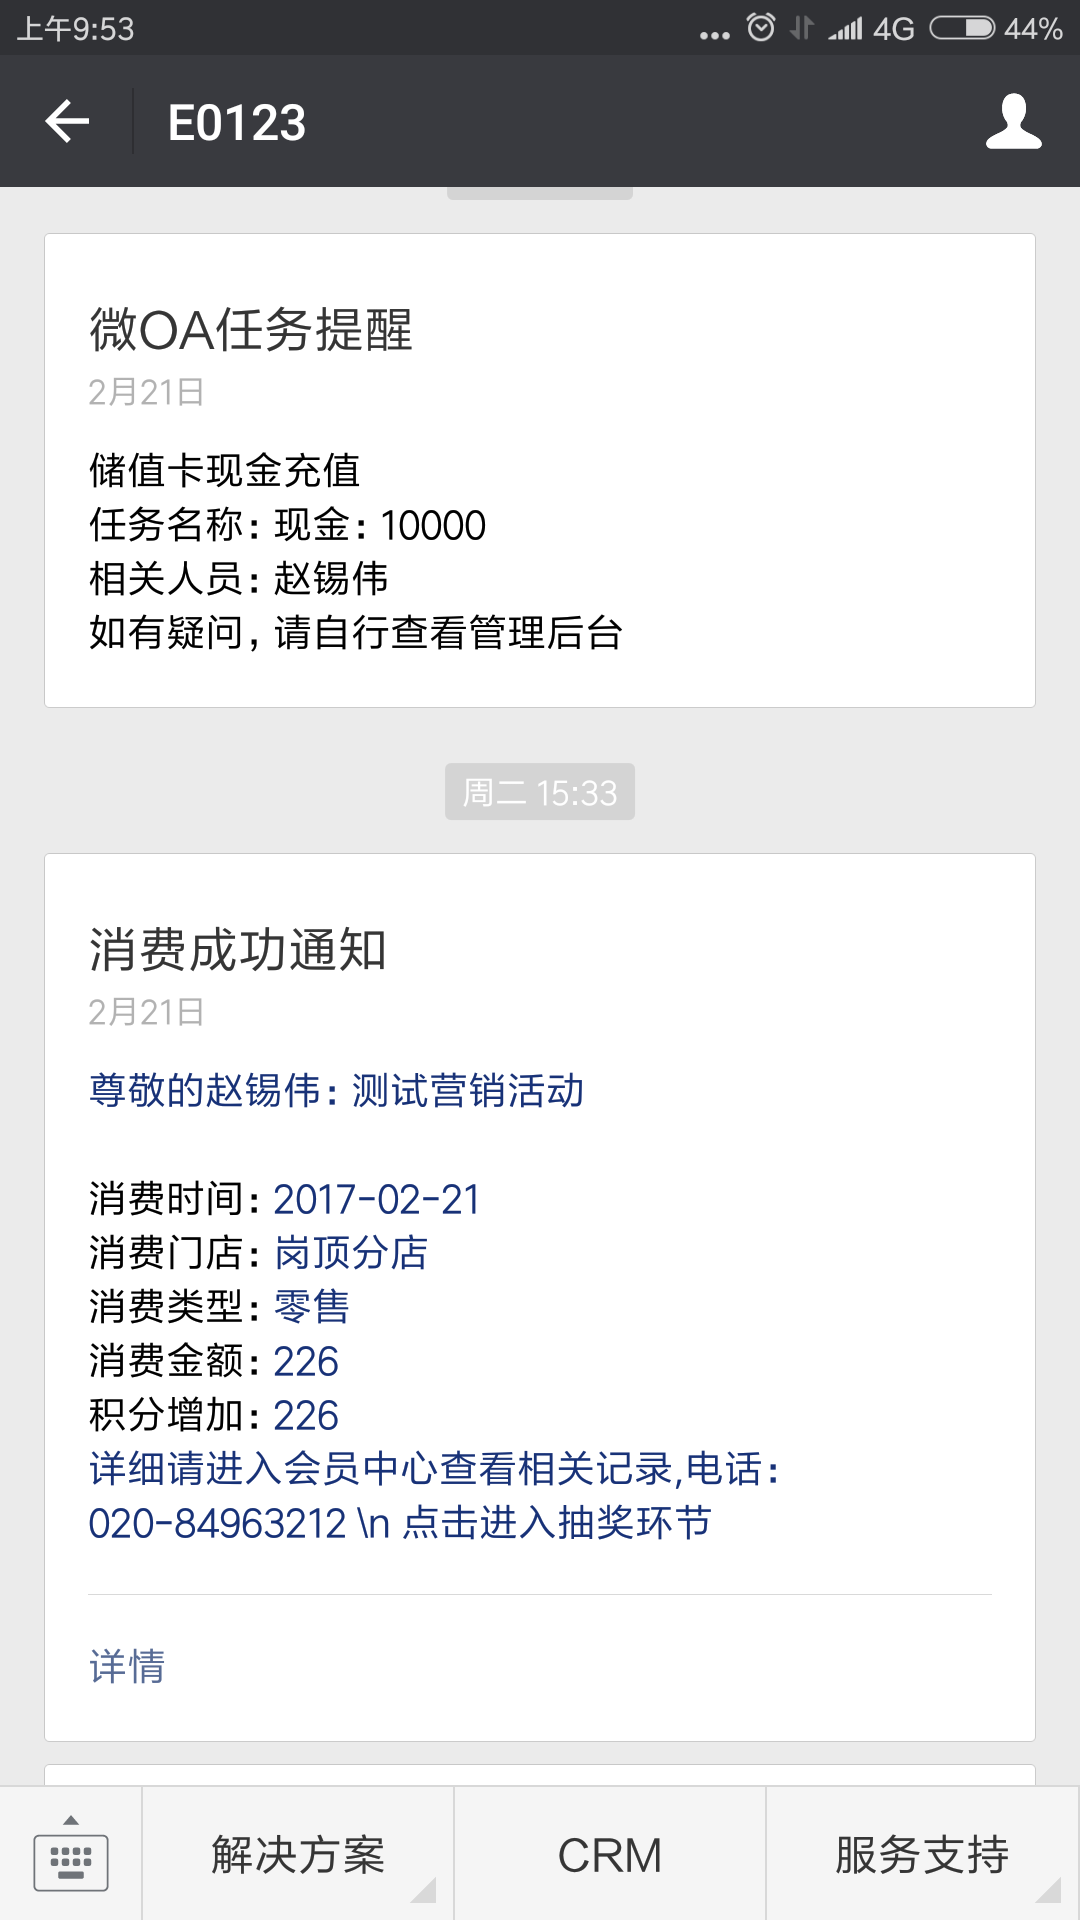 上午9:53
... 4G 44%
E0123
微OA任务提醒
2月21日
储值卡现金充值
任务名称：现金：10000
相关人员：赵锡伟
如有疑问，请自行查看管理后台
周二 15:33
消费成功通知
2月21日
尊敬的赵锡伟：测试营销活动
消费时间：2017-02-21
消费门店：岗顶分店
消费类型：零售
消费金额：226
积分增加：226
详细请进入会员中心查看相关记录,电话：
020-84963212 \n 点击进入抽奖环节
详情
解决方案
CRM
服务支持